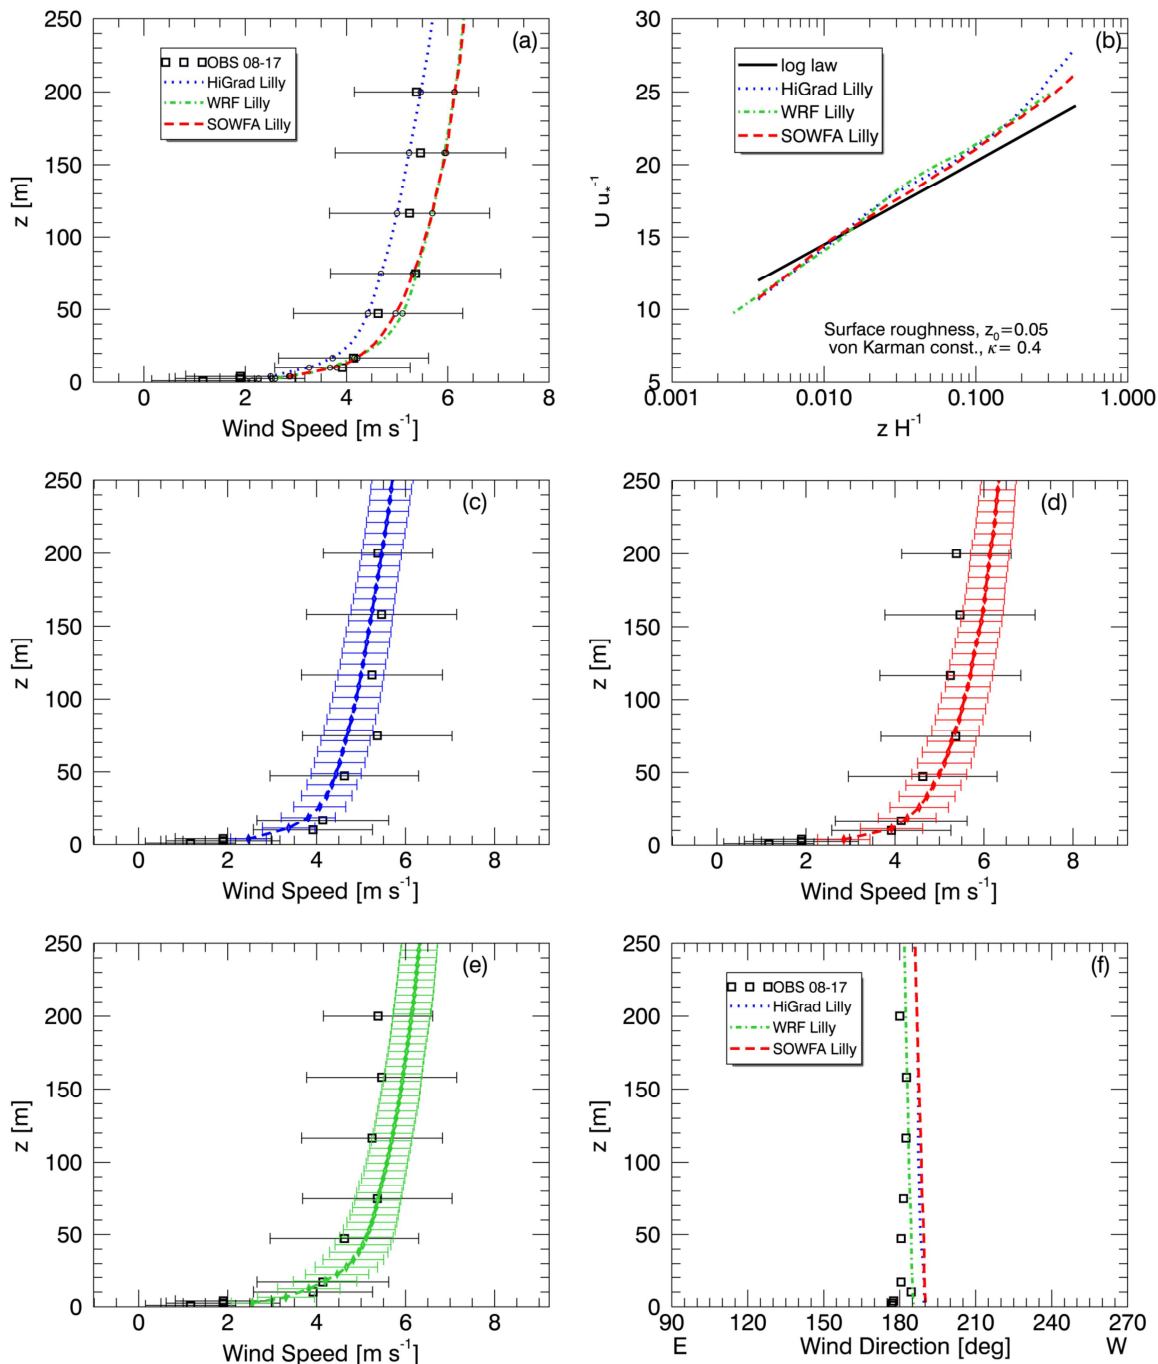 250
200
150
100
50
0
z [m]
(a)
OBS 08-17
HiGrad Lilly
WRF Lilly
SOWFA Lilly
0 2 4 6 8
Wind Speed [m s⁻¹]
30
25
20
15
10
5
U u*⁻¹
(b)
log law
HiGrad Lilly
WRF Lilly
SOWFA Lilly
Surface roughness, z₀=0.05
von Karman const., κ= 0.4
0.001 0.010 0.100 1.000
z H⁻¹
250
200
150
100
50
0
z [m]
(c)
0 2 4 6 8
Wind Speed [m s⁻¹]
250
200
150
100
50
0
z [m]
(d)
0 2 4 6 8
Wind Speed [m s⁻¹]
250
200
150
100
50
0
z [m]
(e)
0 2 4 6 8
Wind Speed [m s⁻¹]
250
200
150
100
50
0
z [m]
(f)
OBS 08-17
HiGrad Lilly
WRF Lilly
SOWFA Lilly
90 120 150 180 210 240 270
E Wind Direction [deg] W